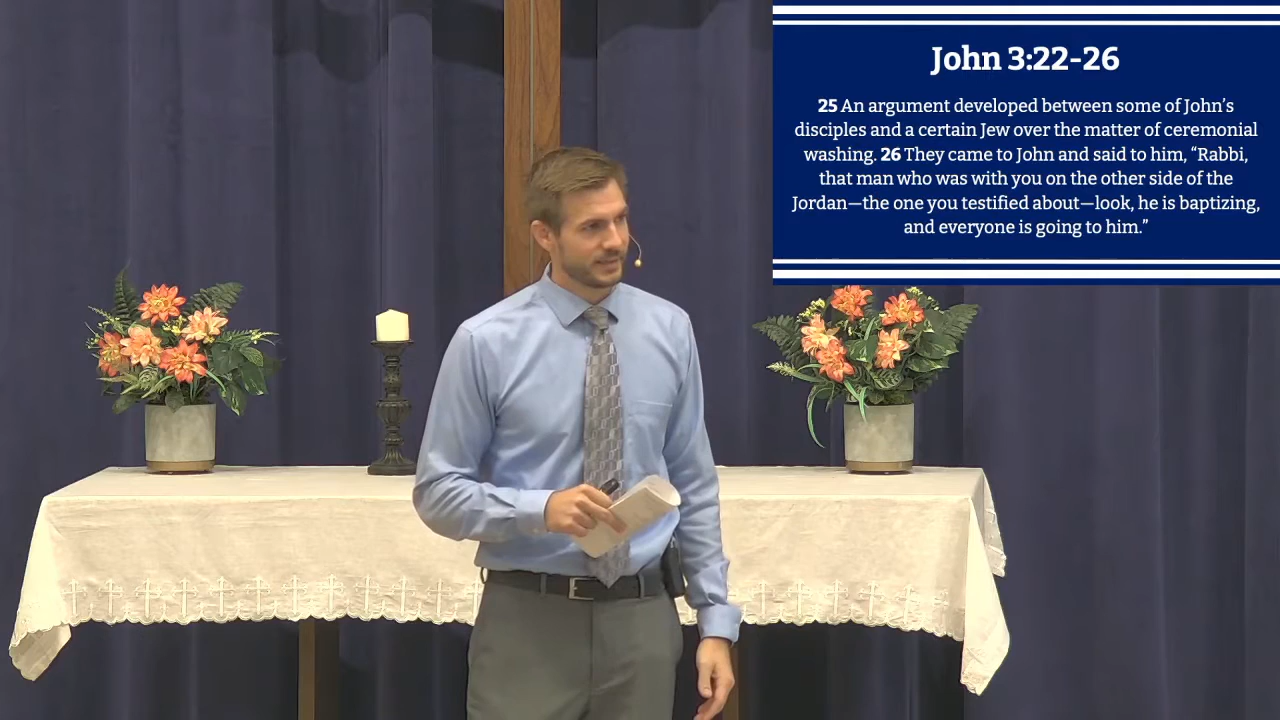 John 3:22-26
25 An argument developed between some of John’s
disciples and a certain Jew over the matter of ceremonial
washing. 26 They came to John and said to him, “Rabbi,
that man who was with you on the other side of the
Jordan—the one you testified about—look, he is baptizing,
and everyone is going to him.”